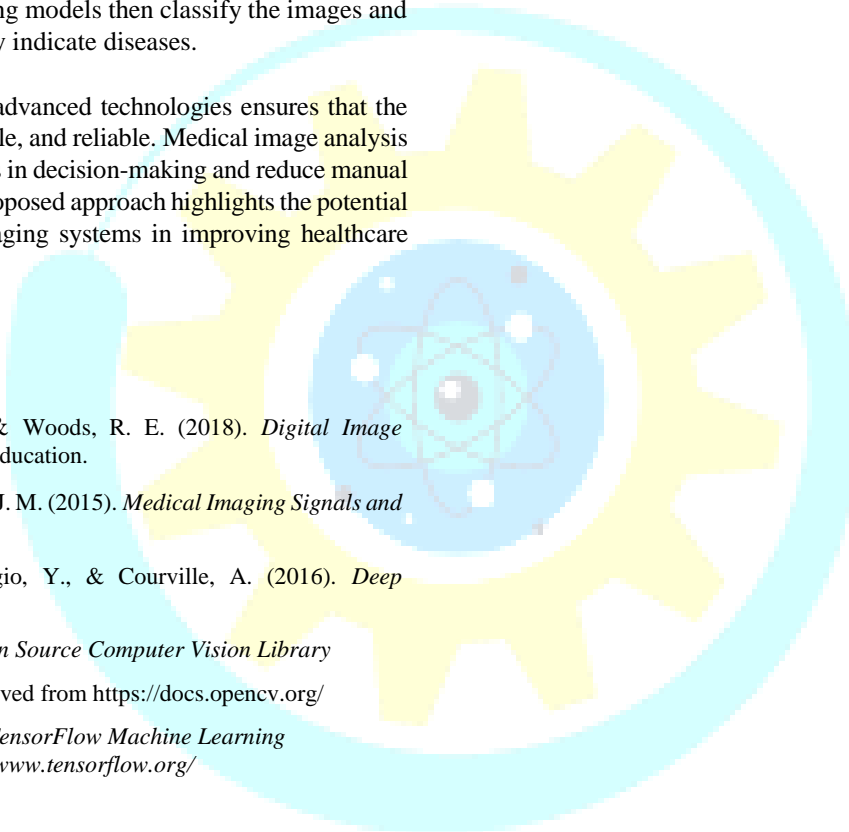 ng models then classify the images and
y indicate diseases.
advanced technologies ensures that the
le, and reliable. Medical image analysis
s in decision-making and reduce manual
oposed approach highlights the potential
aging systems in improving healthcare
& Woods, R. E. (2018). Digital Image
ducation.
J. M. (2015). Medical Imaging Signals and
gio, Y., & Courville, A. (2016). Deep
n Source Computer Vision Library
ved from https://docs.opencv.org/
TensorFlow Machine Learning
www.tensorflow.org/